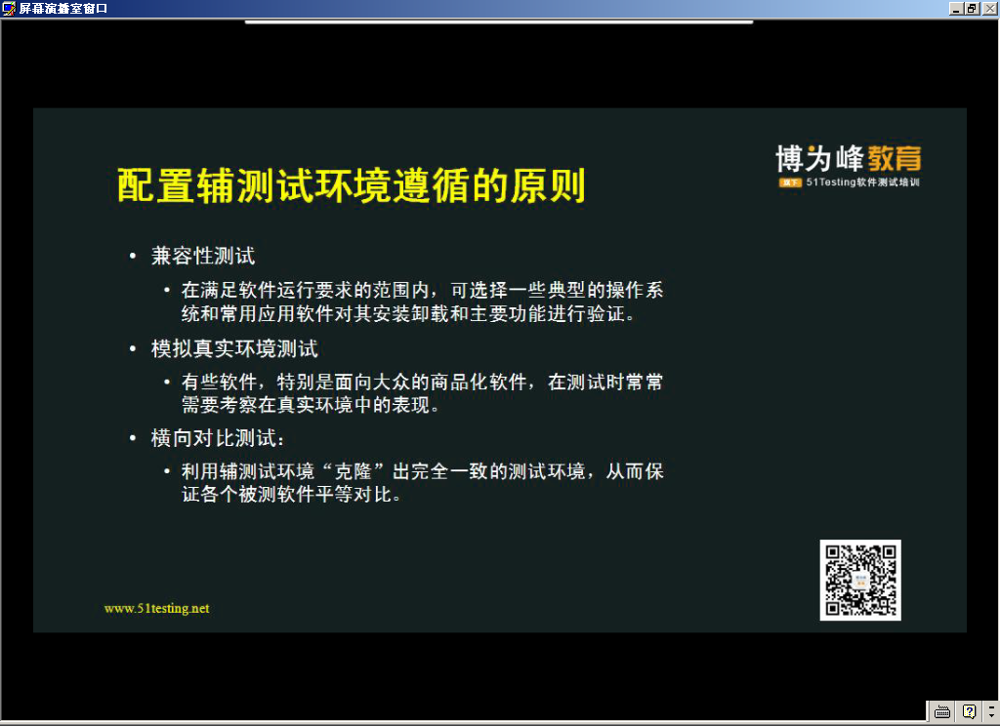 屏幕演播室窗口
博为峰教育
旗下 51Testing软件测试培训
配置辅测试环境遵循的原则
• 兼容性测试
• 在满足软件运行要求的范围内，可选择一些典型的操作系
统和常用应用软件对其安装卸载和主要功能进行验证。
• 模拟真实环境测试
• 有些软件，特别是面向大众的商品化软件，在测试时常常
需要考察在真实环境中的表现。
• 横向对比测试：
• 利用辅测试环境“克隆”出完全一致的测试环境，从而保
证各个被测软件平等对比。
www.51testing.net